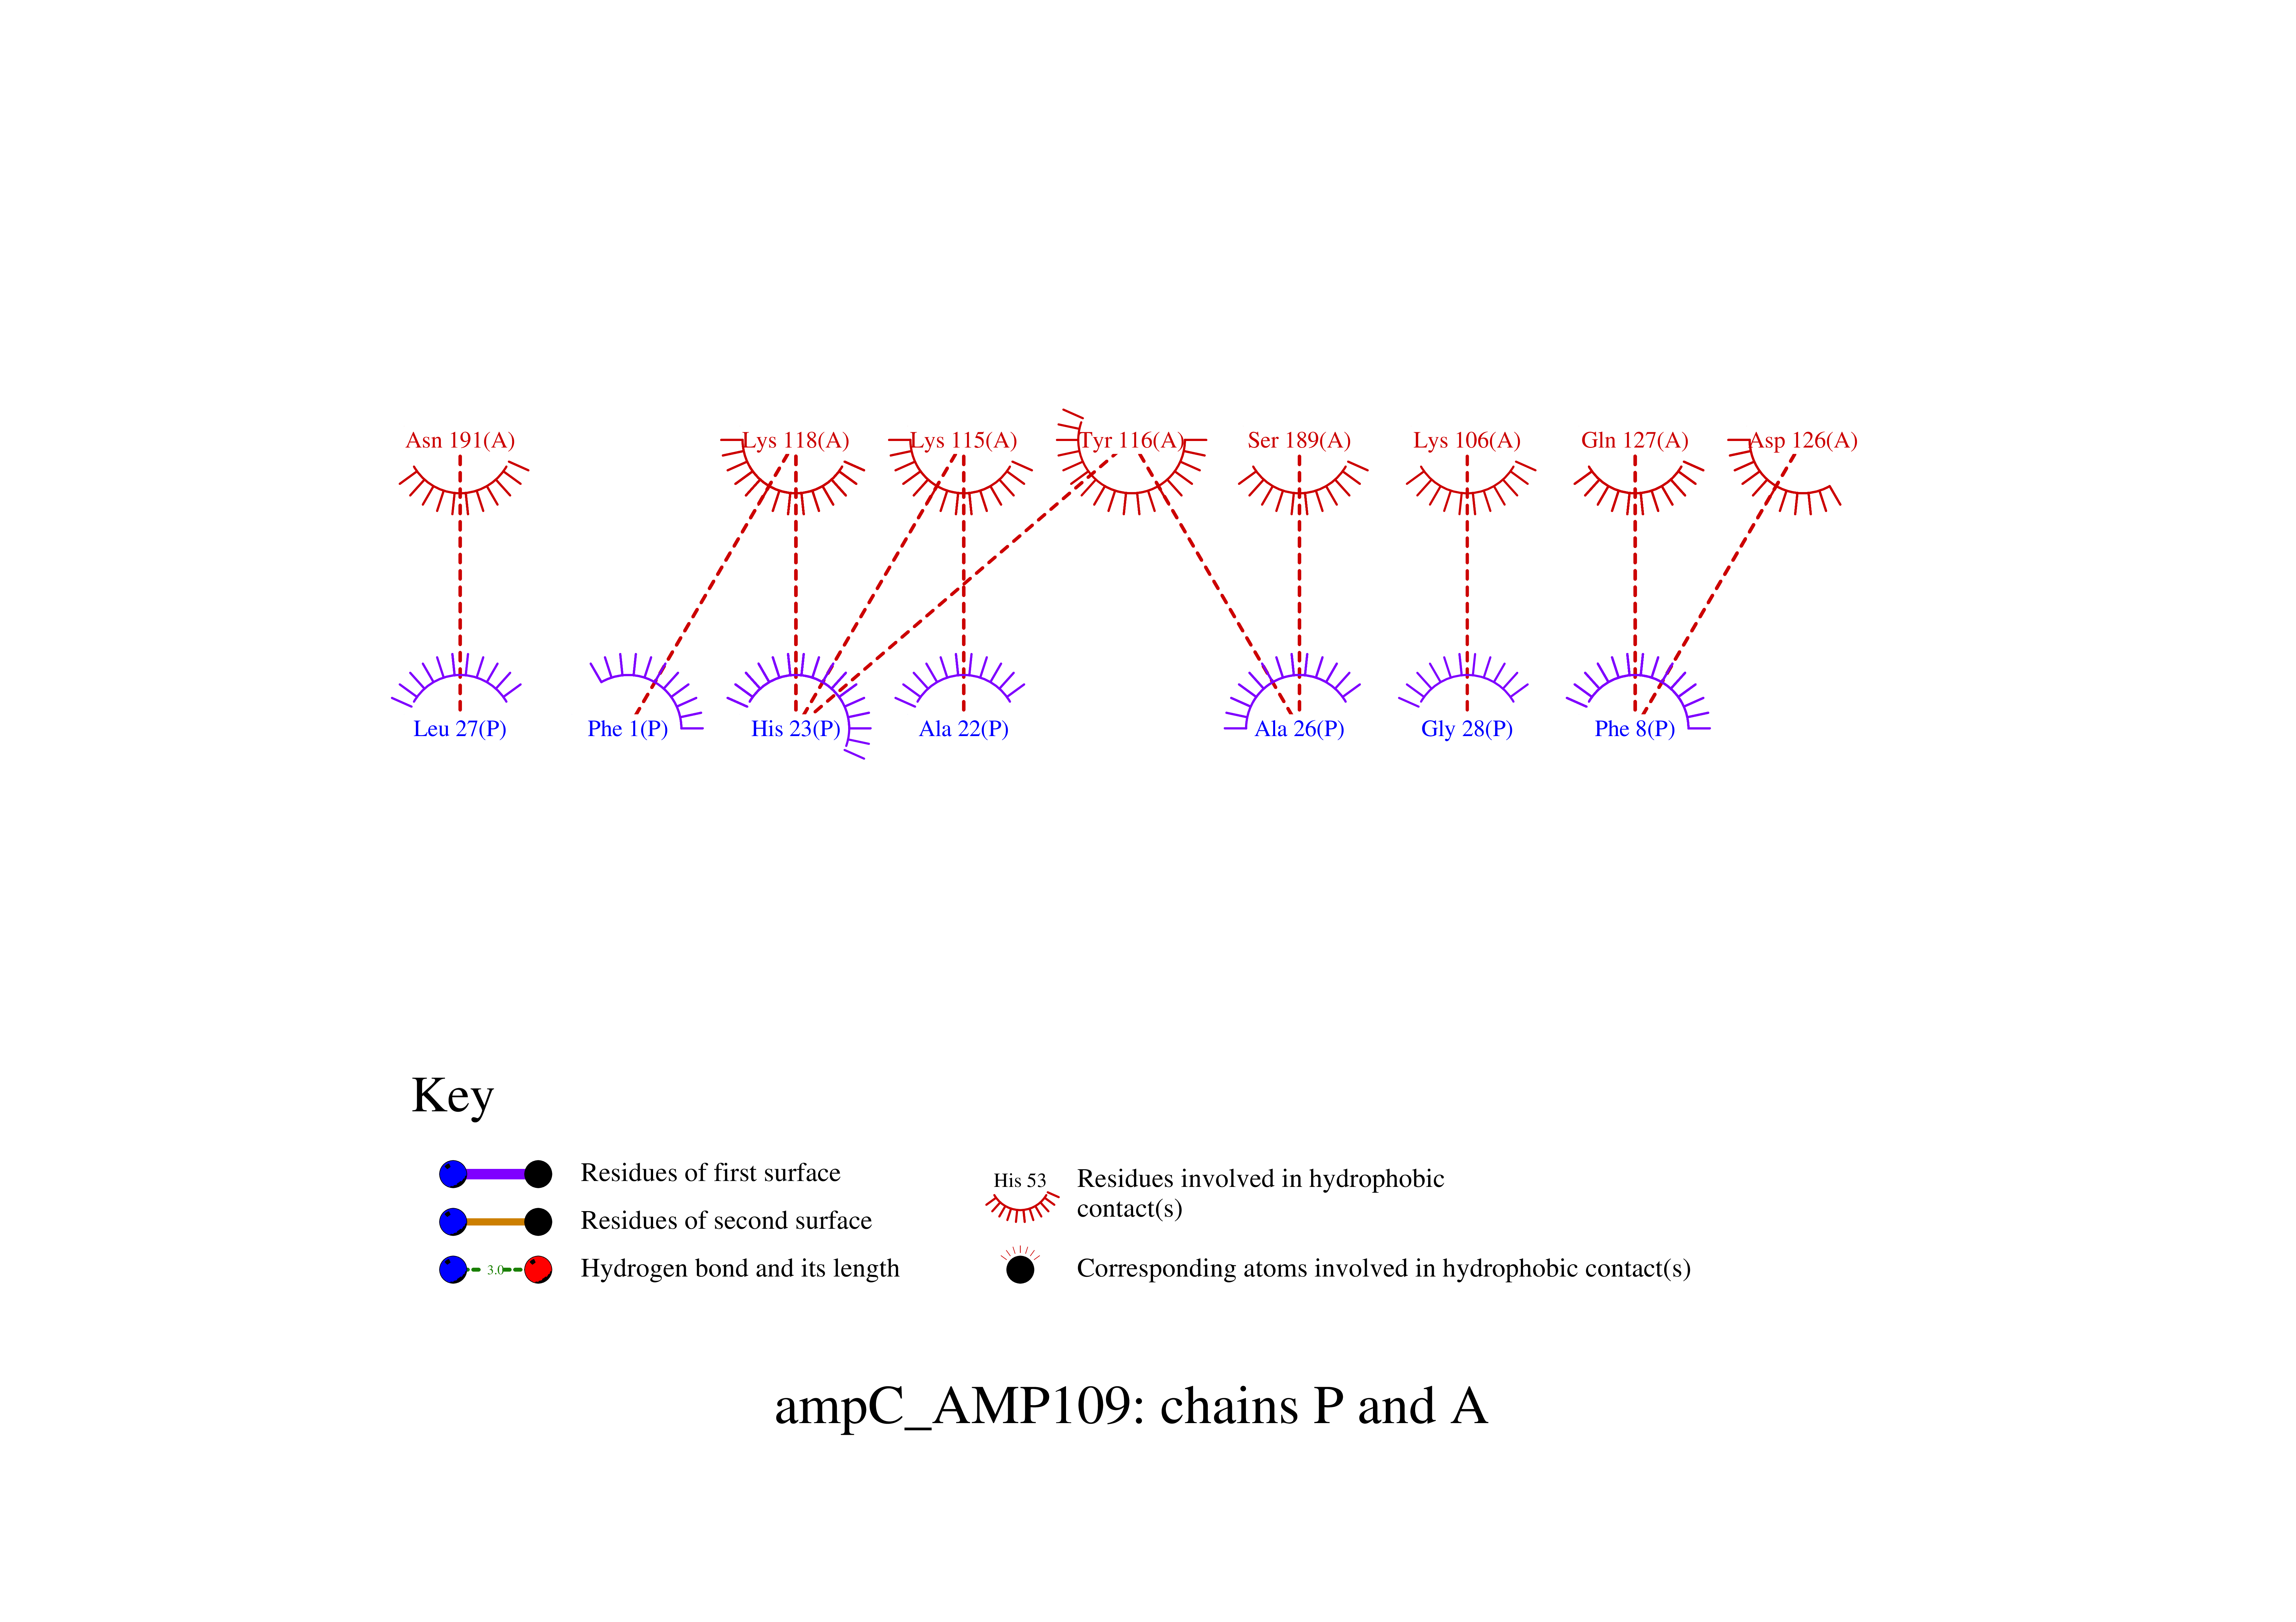 Asn 191(A) Lys 118(A) Lys 115(A) Tyr 116(A) Ser 189(A) Lys 106(A) Gln 127(A) Asp 126(A)
Leu 27(P) Phe 1(P) His 23(P) Ala 22(P) Ala 26(P) Gly 28(P) Phe 8(P)
Key
Residues of first surface
Residues of second surface
3.0 Hydrogen bond and its length
His 53 Residues involved in hydrophobic
contact(s)
Corresponding atoms involved in hydrophobic contact(s)
ampC_AMP109: chains P and A